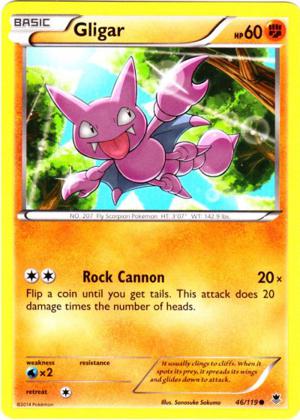 BASIC
Gligar HP60
NO. 207 Fly Scorpion Pokémon HT: 3'07" WT: 142.9 lbs.
Rock Cannon 20×
Flip a coin until you get tails. This attack does 20
damage times the number of heads.
weakness resistance
×2
retreat
It usually clings to cliffs. When it
spots its prey, it spreads its wings
and glides down to attack.
Illus. Sanosuke Sakuma
©2014 Pokémon 46/119